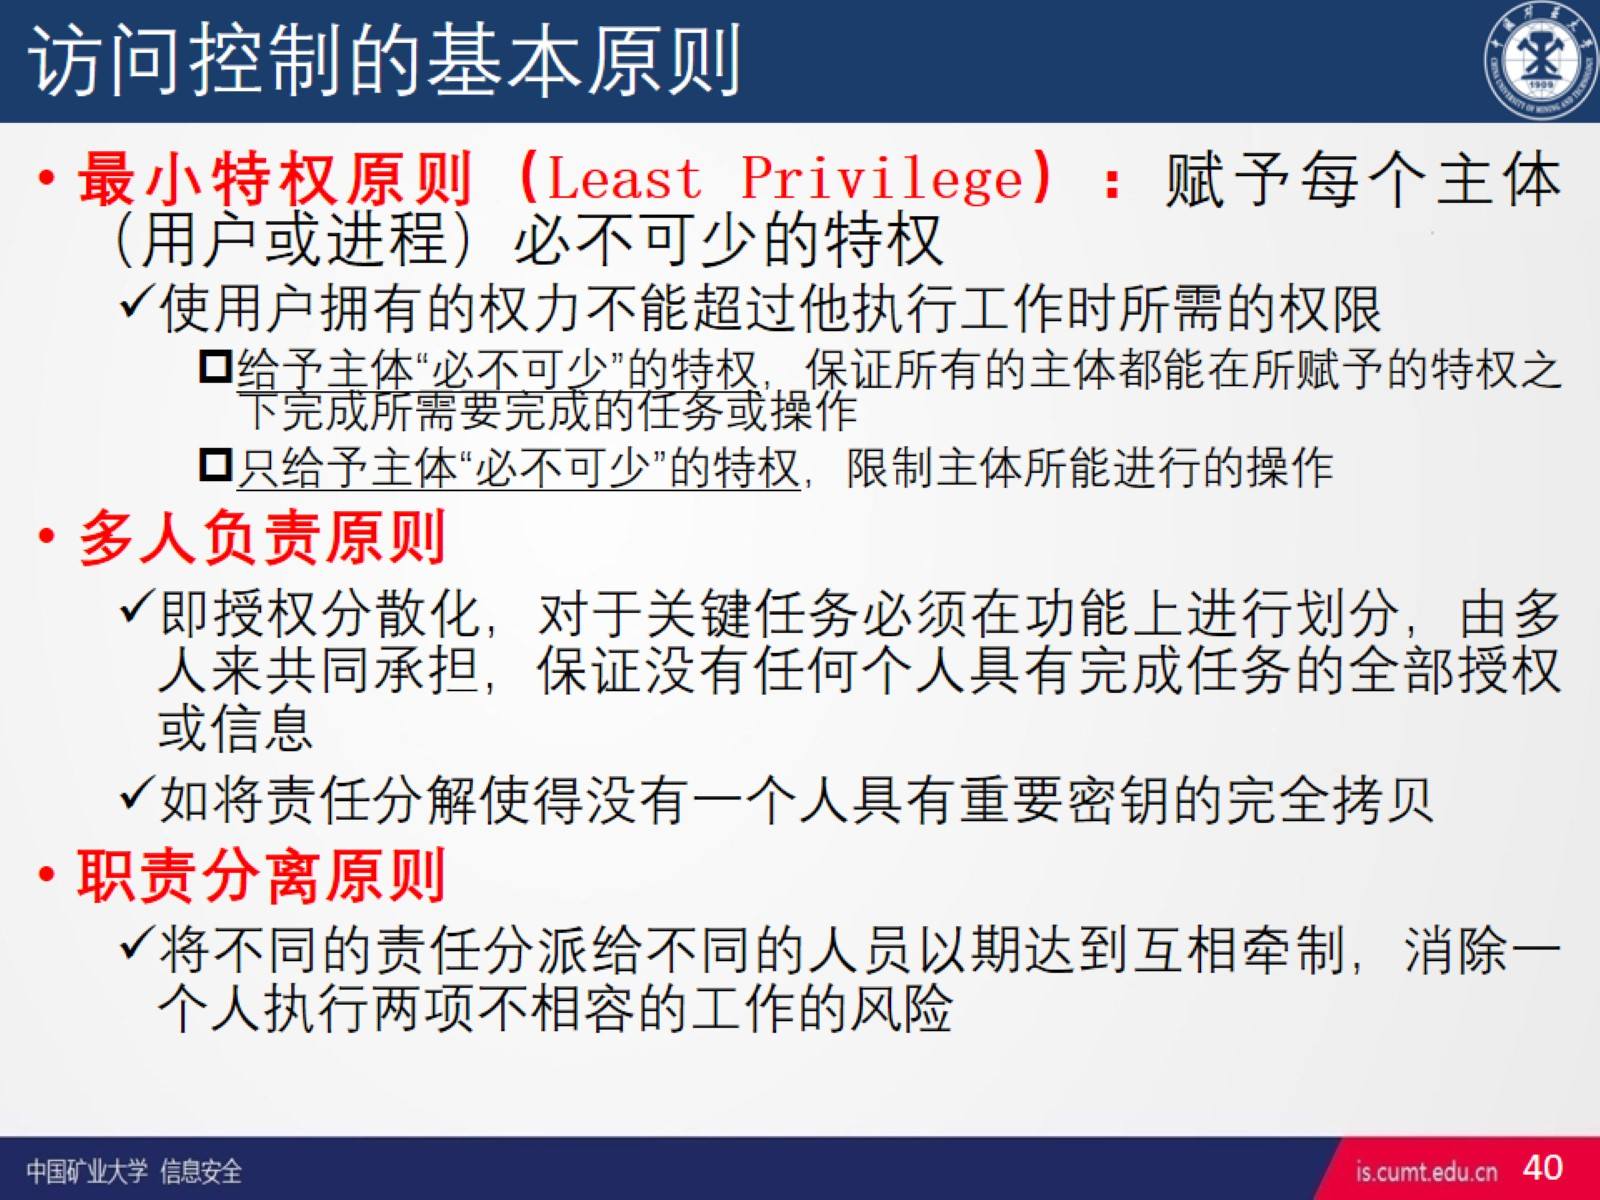 访问控制的基本原则
• 最小特权原则（Least Privilege）：赋予每个主体
（用户或进程）必不可少的特权
✓使用户拥有的权力不能超过他执行工作时所需的权限
给予主体“必不可少”的特权，保证所有的主体都能在所赋予的特权之
下完成所需要完成的任务或操作
只给予主体“必不可少”的特权，限制主体所能进行的操作
• 多人负责原则
✓即授权分散化，对于关键任务必须在功能上进行划分，由多
人来共同承担，保证没有任何个人具有完成任务的全部授权
或信息
✓如将责任分解使得没有一个人具有重要密钥的完全拷贝
• 职责分离原则
✓将不同的责任分派给不同的人员以期达到互相牵制，消除一
个人执行两项不相容的工作的风险
中国矿业大学 信息安全
is.cumt.edu.cn 40
1909
CHINA UNIVERSITY OF MINING AND TECHNOLOGY